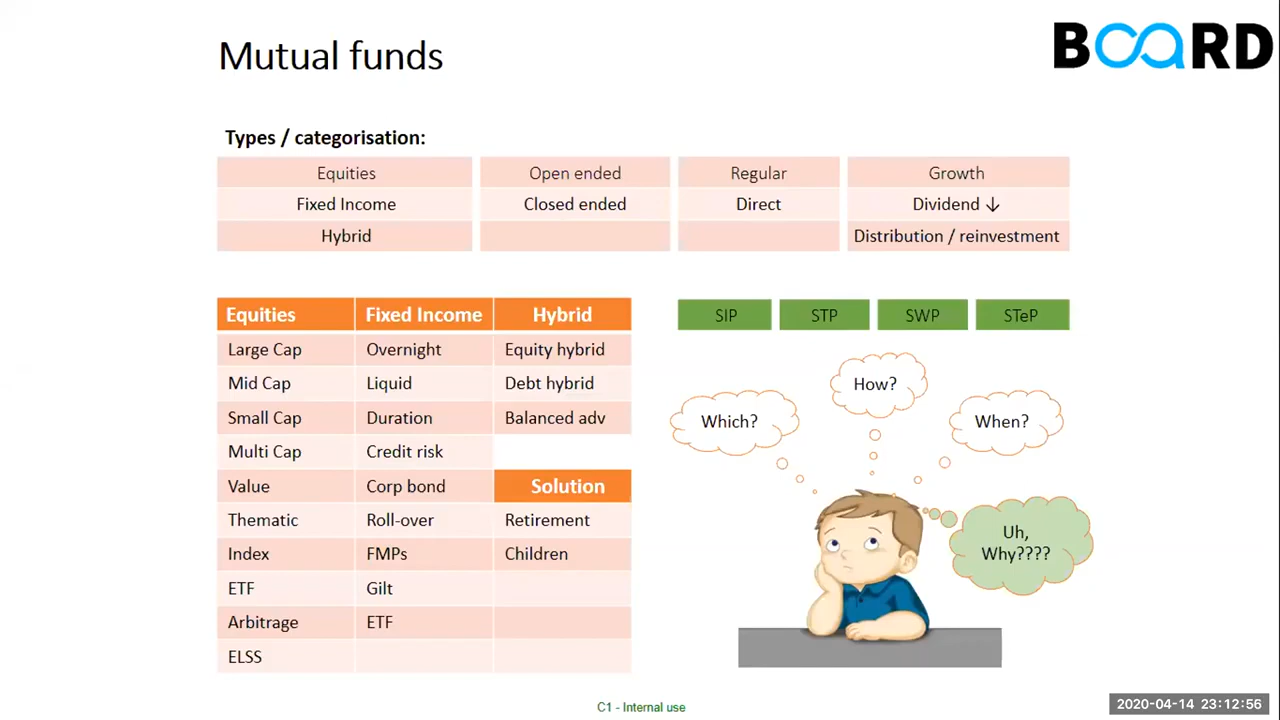 Mutual funds
BOARD
Types / categorisation:
Equities Open ended Regular Growth
Fixed Income Closed ended Direct Dividend ↓
Hybrid Distribution / reinvestment
Equities Fixed Income Hybrid
Large Cap Overnight Equity hybrid
Mid Cap Liquid Debt hybrid
Small Cap Duration Balanced adv
Multi Cap Credit risk
Value Corp bond Solution
Thematic Roll-over Retirement
Index FMPs Children
ETF Gilt
Arbitrage ETF
ELSS
SIP STP SWP STeP
How?
Which?
When?
Uh,
Why????
C1 - Internal use
2020-04-14 23:12:56